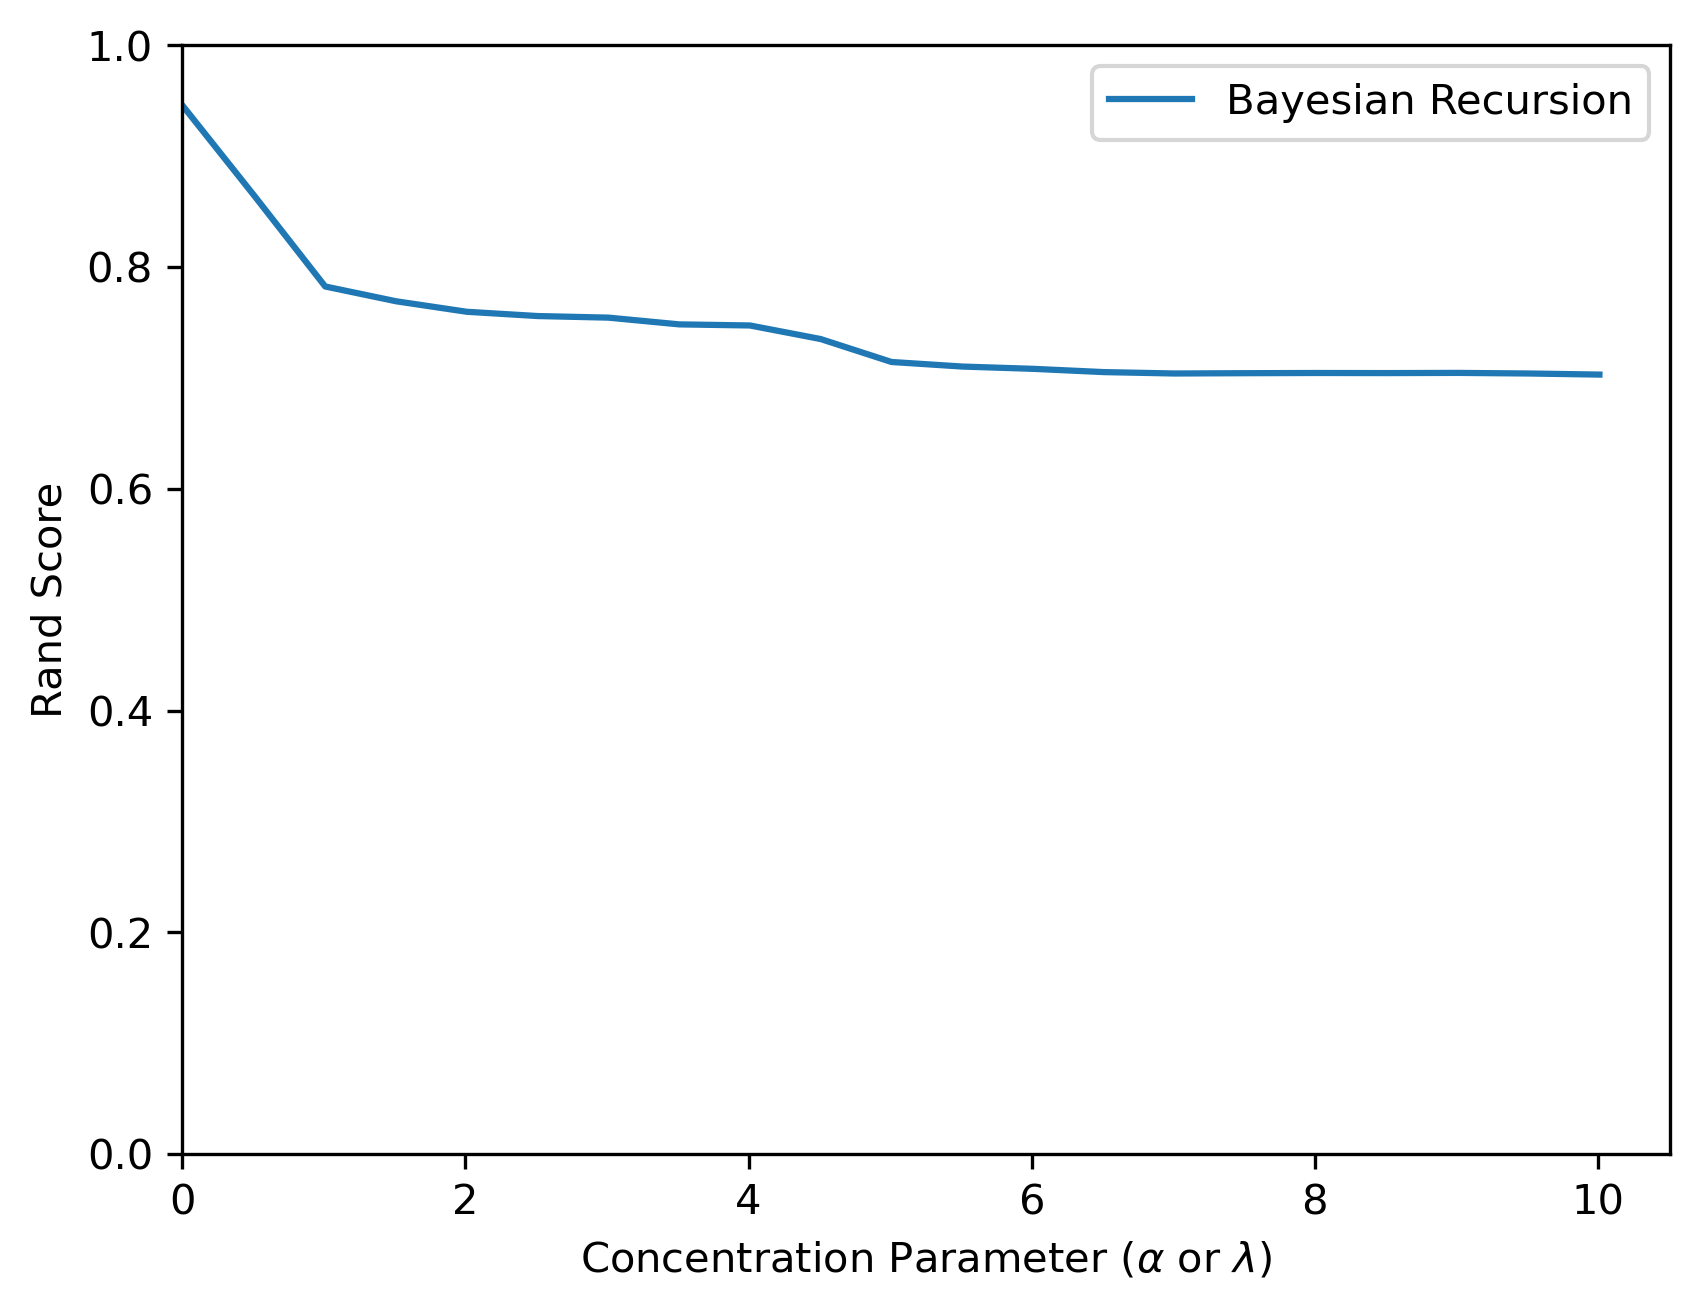 1.0
0.8
0.6
0.4
0.2
0.0
Rand Score
Bayesian Recursion
0 2 4 6 8 10
Concentration Parameter (α or λ)